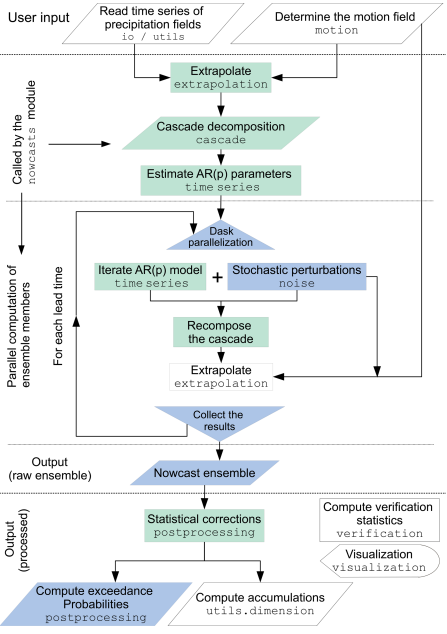 User input
Read time series of
precipitation fields
io / utils
Determine the motion field
motion
Extrapolate
extrapolation
Called by the
nowcasts module
Cascade decomposition
cascade
Estimate AR(p) parameters
time series
Parallel computation of
ensemble members
For each lead time
Dask
parallelization
Iterate AR(p) model
time series
+
Stochastic perturbations
noise
Recompose
the cascade
Extrapolate
extrapolation
Collect the
results
Output
(raw ensemble)
Nowcast ensemble
Output
(processed)
Statistical corrections
postprocessing
Compute verification
statistics
verification
Visualization
visualization
Compute exceedance
Probabilities
postprocessing
Compute accumulations
utils.dimension